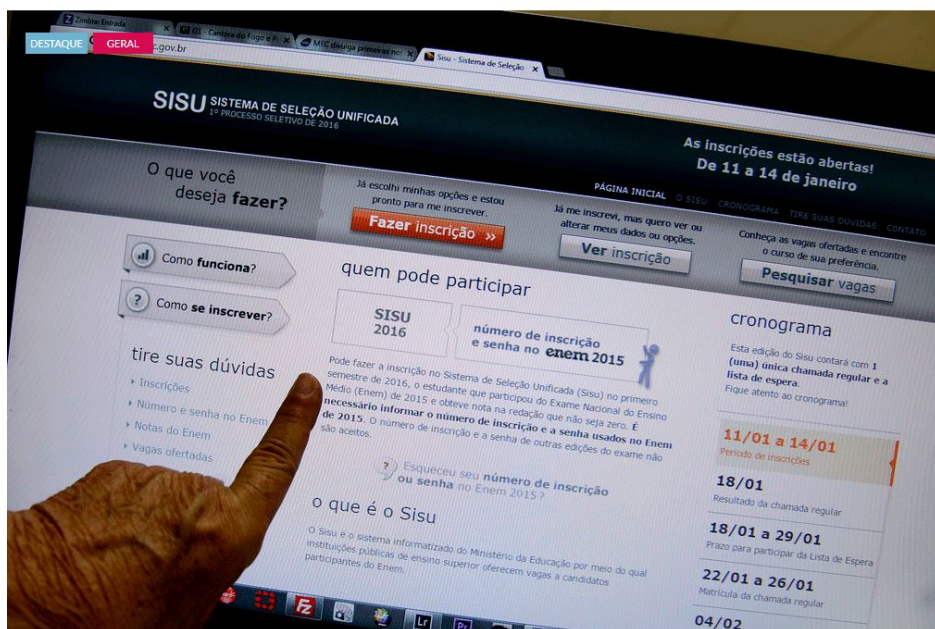 Zimbra: Entrada
G1 - Cantora do Fogo e P
MEC divulga primeiras not
Sisu - Sistema de Seleção
DESTAQUE
GERAL
c.gov.br
SISU SISTEMA DE SELEÇÃO UNIFICADA
1º PROCESSO SELETIVO DE 2016
As inscrições estão abertas!
De 11 a 14 de janeiro
PÁGINA INICIAL O SISU CRONOGRAMA TIRE SUAS DÚVIDAS CONTATO
O que você
deseja fazer?
Já escolhi minhas opções e estou
pronto para me inscrever.
Fazer inscrição »
Já me inscrevi, mas quero ver ou
alterar meus dados ou opções.
Ver inscrição
Conheça as vagas ofertadas e encontre
o curso de sua preferência.
Pesquisar vagas
Como funciona?
? Como se inscrever?
tire suas dúvidas
Inscrições
Número e senha no Enem
Notas do Enem
Vagas ofertadas
quem pode participar
SISU
2016
número de inscrição
e senha no enem 2015
Pode fazer a inscrição no Sistema de Seleção Unificada (Sisu) no primeiro
semestre de 2016, o estudante que participou do Exame Nacional do Ensino
Médio (Enem) de 2015 e obteve nota na redação que não seja zero. É
necessário informar o número de inscrição e a senha usados no Enem
de 2015. O número de inscrição e a senha de outras edições do exame não
são aceitos.
? Esqueceu seu número de inscrição
ou senha no Enem 2015?
o que é o Sisu
O Sisu é o sistema informatizado do Ministério da Educação por meio do qual
instituições públicas de ensino superior oferecem vagas a candidatos
participantes do Enem.
cronograma
Esta edição do Sisu contará com 1
(uma) única chamada regular e a
lista de espera.
Fique atento ao cronograma!
11/01 a 14/01
Período de inscrições
18/01
Resultado da chamada regular
18/01 a 29/01
Prazo para participar da Lista de Espera
22/01 a 26/01
Matrícula da chamada regular
04/02
Fz
Lr
Pr